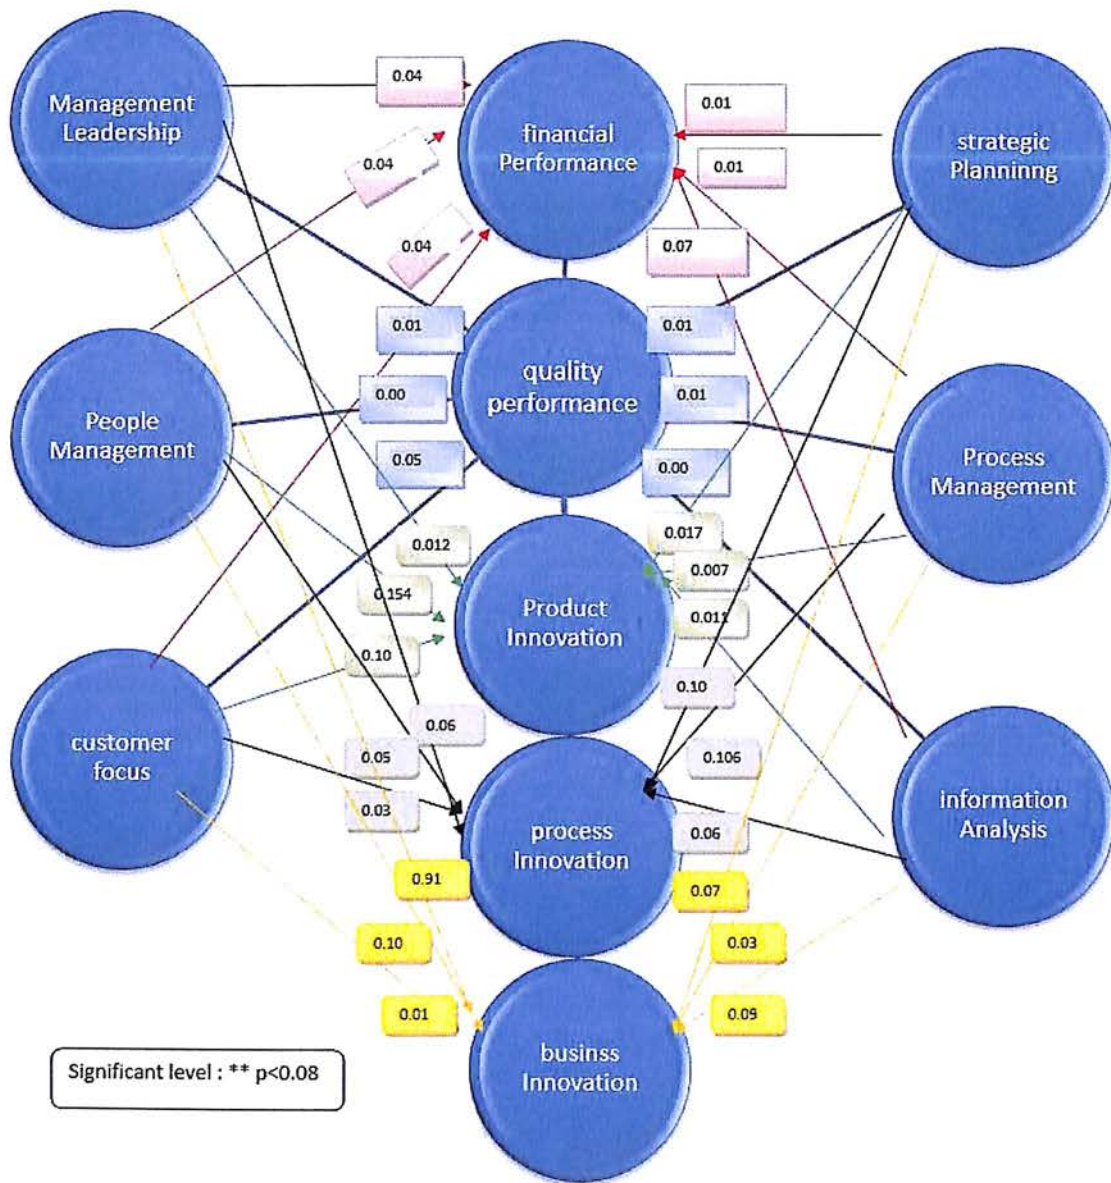 Management
Leadership
financial
Performance
strategic
Planninng
0.04
0.01
0.04
0.01
0.04
0.07
People
Management
quality
performance
Process
Management
0.01
0.01
0.00
0.01
0.05
0.00
customer
focus
Product
Innovation
information
Analysis
0.012
0.017
0.154
0.007
0.10
0.011
0.06
0.10
0.05
0.106
0.03
0.06
process
Innovation
0.91
0.07
0.10
0.03
0.01
0.09
businss
Innovation
Significant level : ** p<0.08